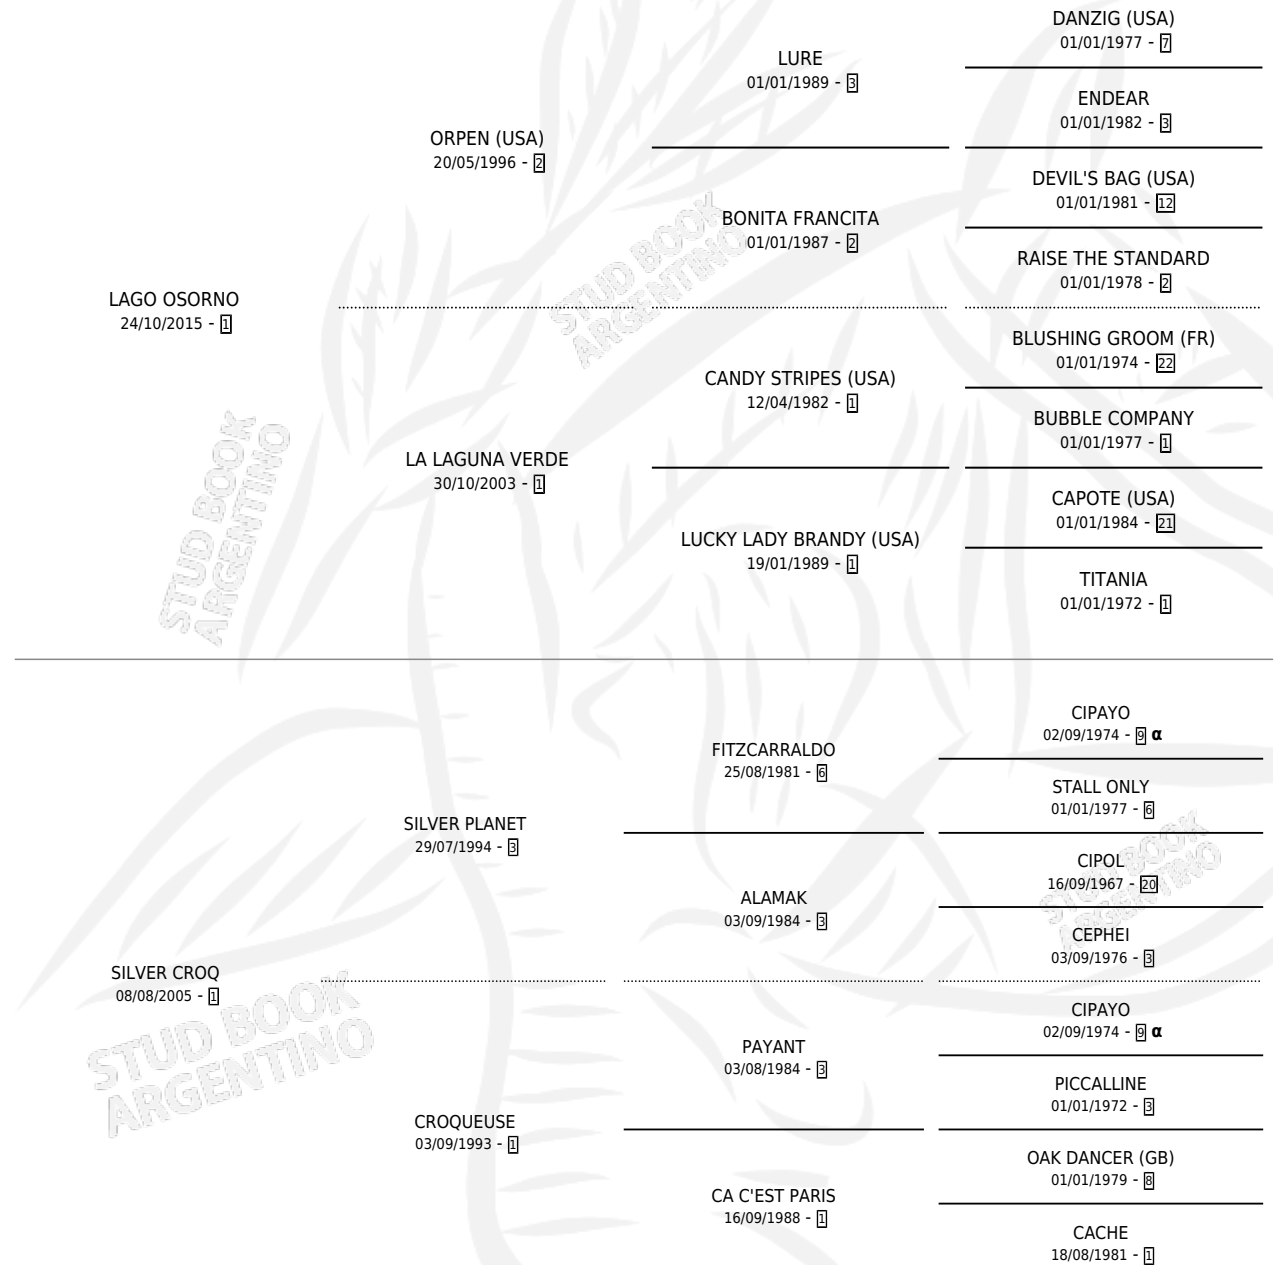 DANZIG (USA)
01/01/1977 - 7
LURE
01/01/1989 - 3
ENDEAR
01/01/1982 - 3
ORPEN (USA)
20/05/1996 - 2
DEVIL'S BAG (USA)
01/01/1981 - 12
BONITA FRANCITA
01/01/1987 - 2
RAISE THE STANDARD
01/01/1978 - 2
LAGO OSORNO
24/10/2015 - 1
BLUSHING GROOM (FR)
01/01/1974 - 22
CANDY STRIPES (USA)
12/04/1982 - 1
BUBBLE COMPANY
01/01/1977 - 1
LA LAGUNA VERDE
30/10/2003 - 1
CAPOTE (USA)
01/01/1984 - 21
LUCKY LADY BRANDY (USA)
19/01/1989 - 1
TITANIA
01/01/1972 - 1
CIPAYO
02/09/1974 - 9 α
FITZCARRALDO
25/08/1981 - 6
STALL ONLY
01/01/1977 - 6
SILVER PLANET
29/07/1994 - 3
CIPOL
16/09/1967 - 20
ALAMAK
03/09/1984 - 3
CEPHEI
03/09/1976 - 3
SILVER CROQ
08/08/2005 - 1
CIPAYO
02/09/1974 - 9 α
PAYANT
03/08/1984 - 3
PICCALLINE
01/01/1972 - 3
CROQUEUSE
03/09/1993 - 1
OAK DANCER (GB)
01/01/1979 - 8
CA C'EST PARIS
16/09/1988 - 1
CACHE
18/08/1981 - 1
STUD BOOK
ARGENTINO
STUD BOOK
ARGENTINO
STUD BOOK
ARGENTINO
STUD BOOK
ARGENTINO